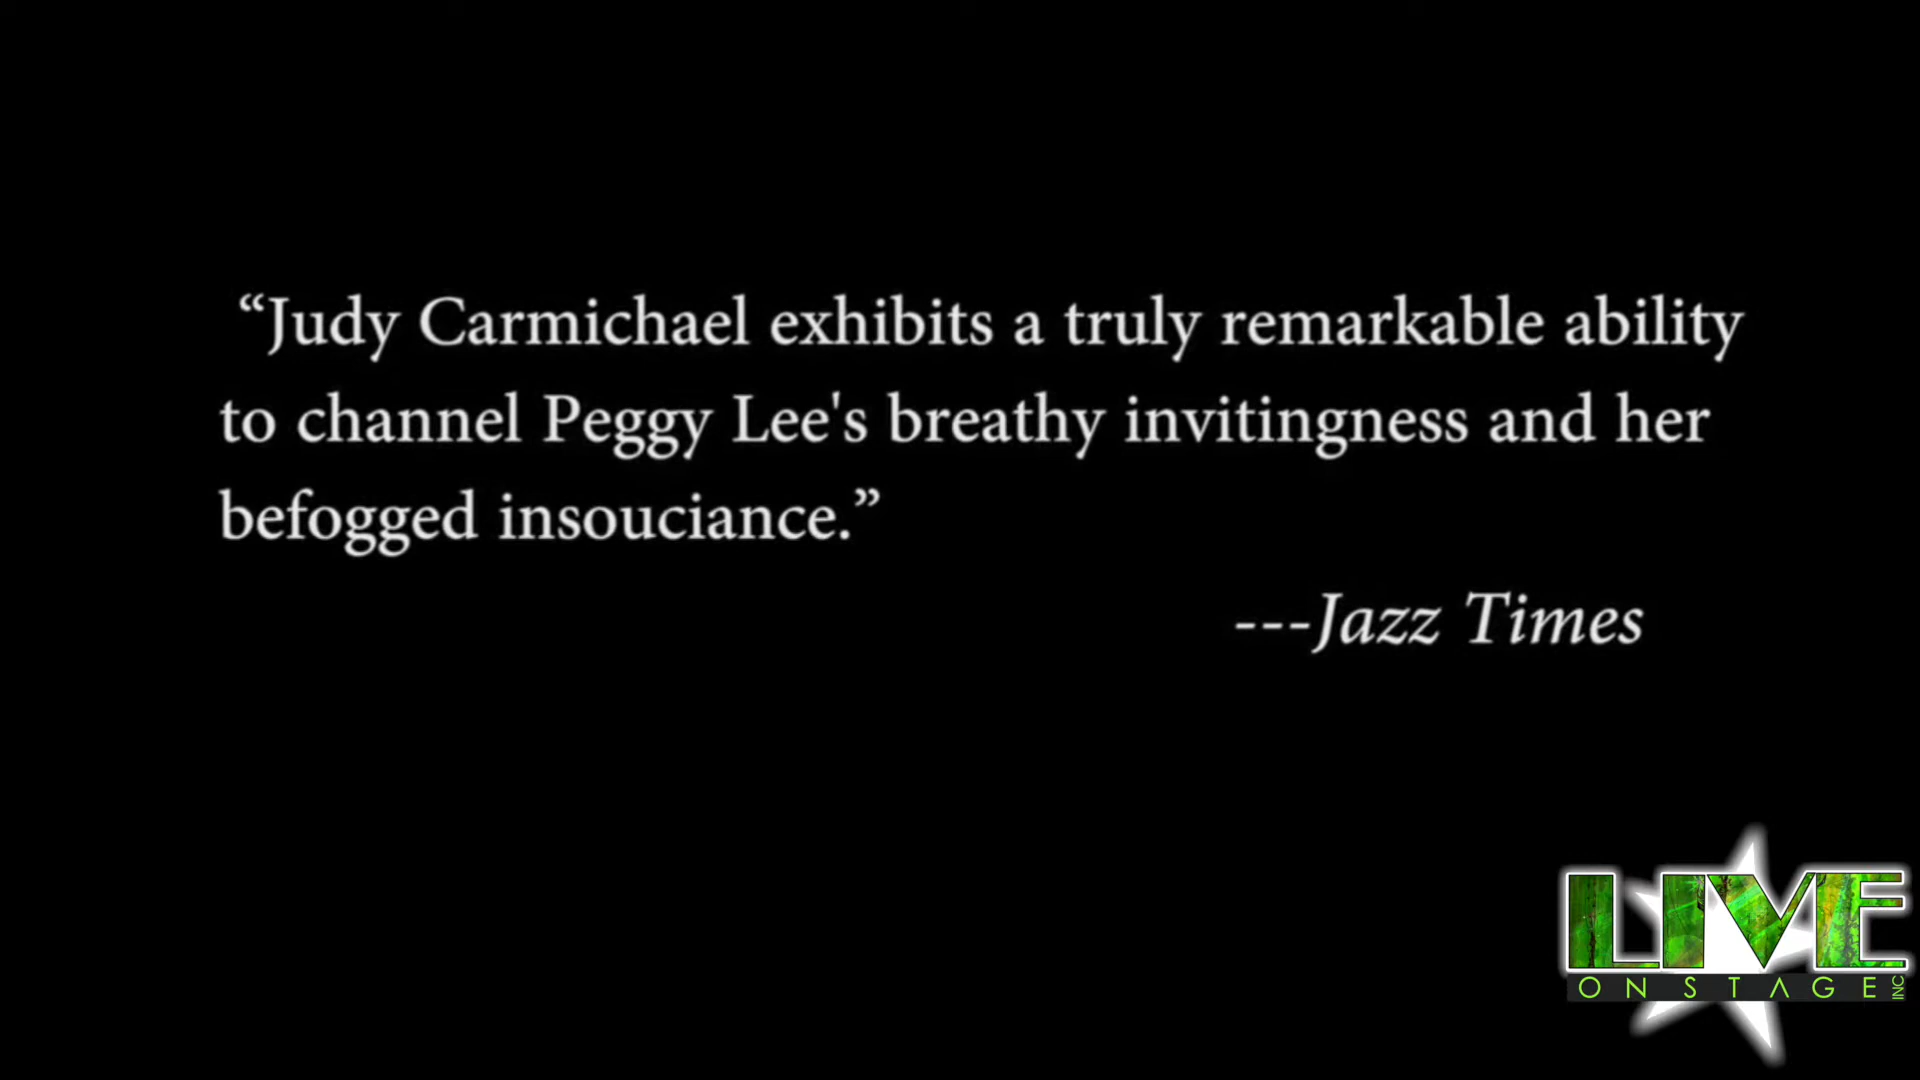 “Judy Carmichael exhibits a truly remarkable ability
to channel Peggy Lee's breathy invitingness and her
befogged insouciance.”
---Jazz Times
LIVE
ON STAGE INC